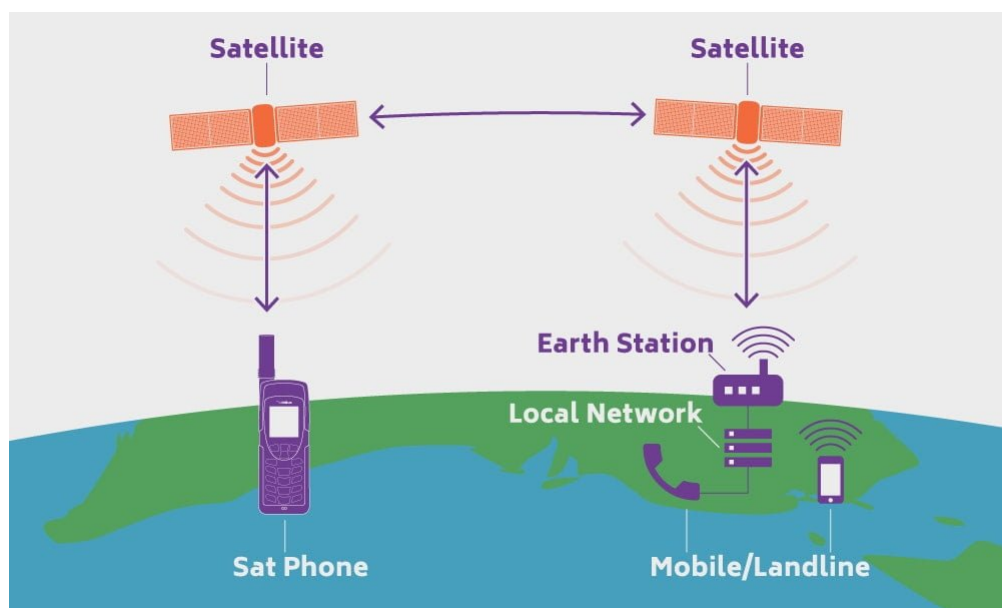 Satellite
Satellite
Earth Station
Local Network
Sat Phone
Mobile/Landline